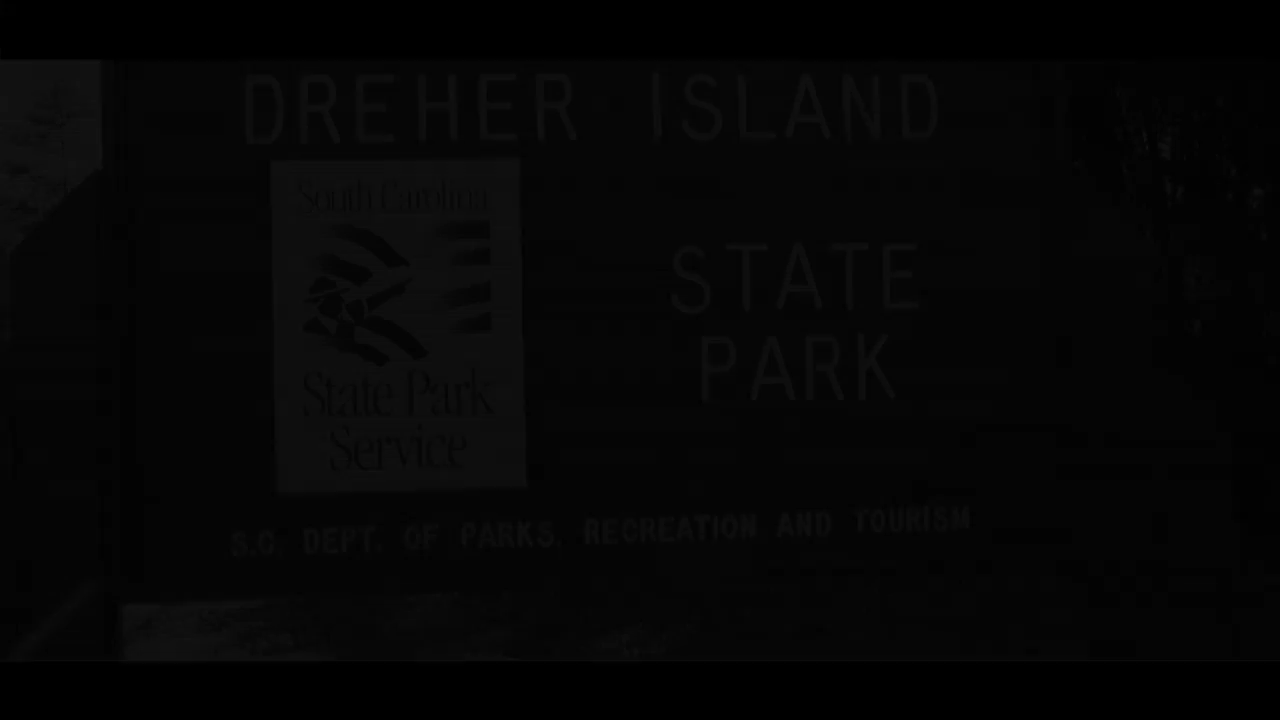 DREHER ISLAND
South Carolina
State Park
Service
STATE
PARK
S.C. DEPT. OF PARKS, RECREATION AND TOURISM